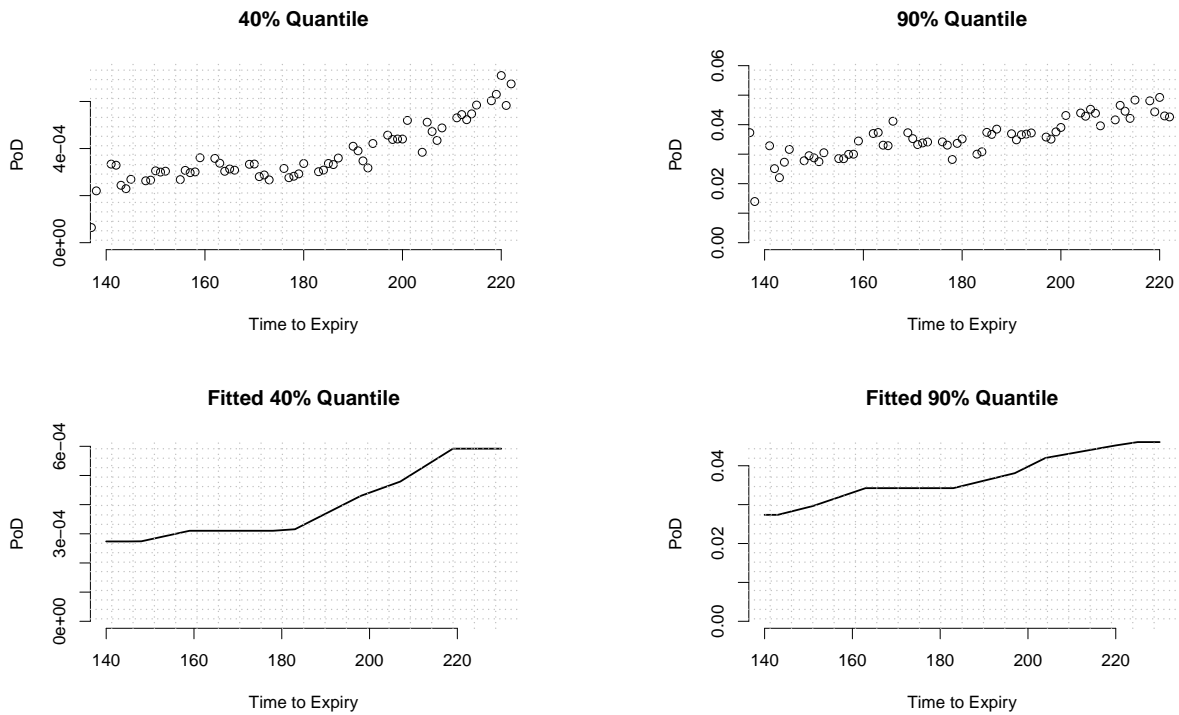 40% Quantile
PoD
0e+00 4e−04
140 160 180 200 220
Time to Expiry
90% Quantile
PoD
0.00 0.02 0.04 0.06
140 160 180 200 220
Time to Expiry
Fitted 40% Quantile
PoD
0e+00 3e−04 6e−04
140 160 180 200 220
Time to Expiry
Fitted 90% Quantile
PoD
0.00 0.02 0.04
140 160 180 200 220
Time to Expiry